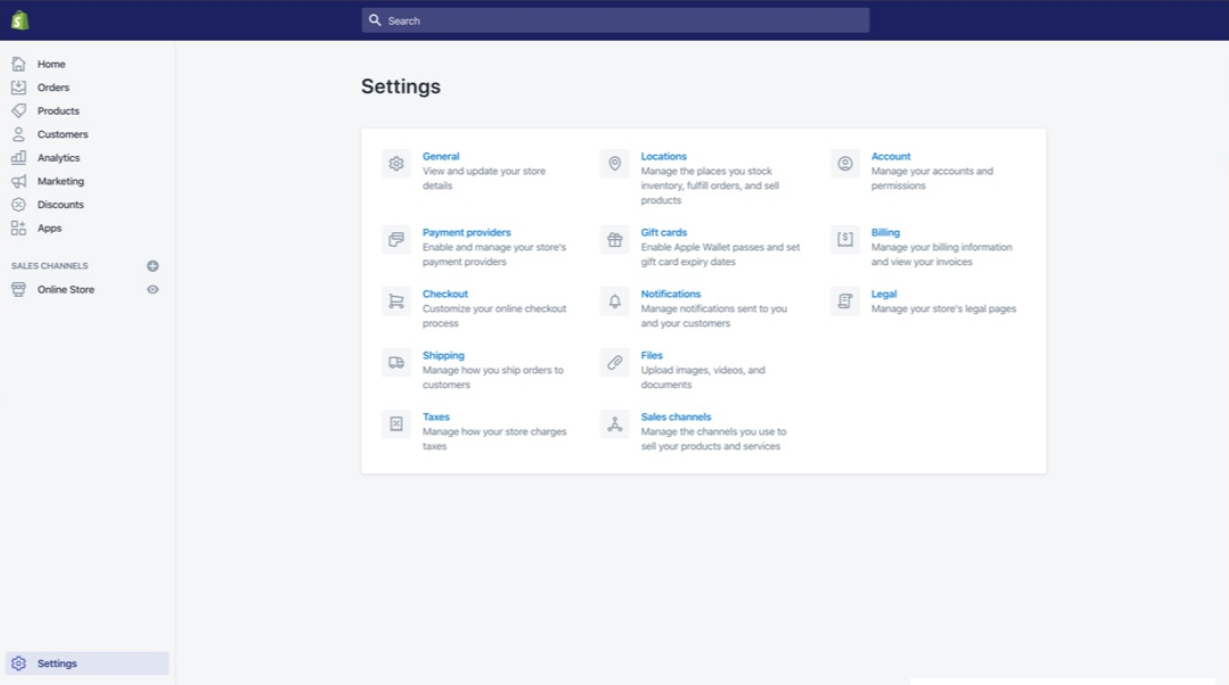 Search
Home
Orders
Products
Customers
Analytics
Marketing
Discounts
Apps
SALES CHANNELS
Online Store
Settings
Settings
General
View and update your store
details
Locations
Manage the places you stock
inventory, fulfill orders, and sell
products
Account
Manage your accounts and
permissions
Payment providers
Enable and manage your store's
payment providers
Gift cards
Enable Apple Wallet passes and set
gift card expiry dates
Billing
Manage your billing information
and view your invoices
Checkout
Customize your online checkout
process
Notifications
Manage notifications sent to you
and your customers
Legal
Manage your store's legal pages
Shipping
Manage how you ship orders to
customers
Files
Upload images, videos, and
documents
Taxes
Manage how your store charges
taxes
Sales channels
Manage the channels you use to
sell your products and services